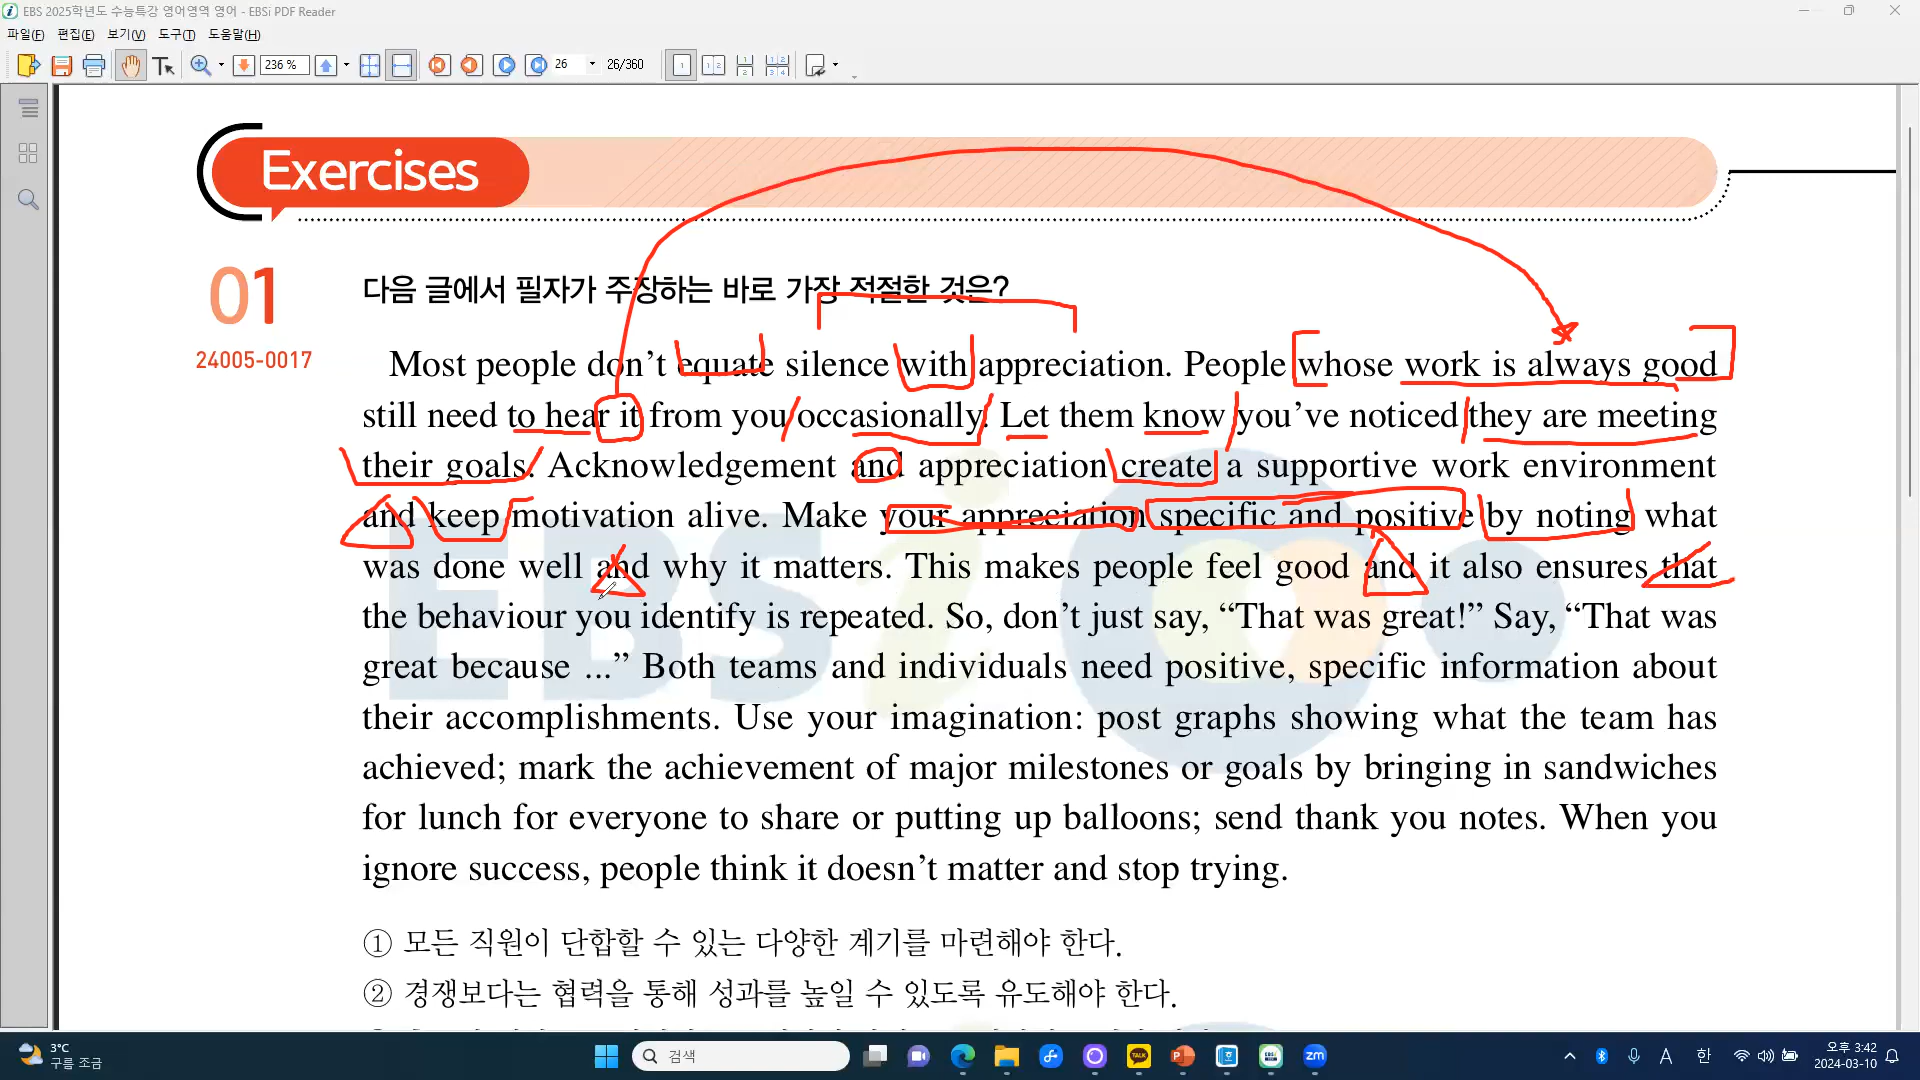 EBS 2025학년도 수능특강 영어영역 영어 - EBSi PDF Reader
파일(F) 편집(E) 보기(V) 도구(T) 도움말(H)
236 % 26 26/360
Exercises
01
24005-0017
다음 글에서 필자가 주장하는 바로 가장 적절한 것은?
Most people don’t equate silence with appreciation. People whose work is always good
still need to hear it from you occasionally. Let them know you’ve noticed they are meeting
their goals. Acknowledgement and appreciation create a supportive work environment
and keep motivation alive. Make your appreciation specific and positive by noting what
was done well and why it matters. This makes people feel good and it also ensures that
the behaviour you identify is repeated. So, don’t just say, “That was great!” Say, “That was
great because ...” Both teams and individuals need positive, specific information about
their accomplishments. Use your imagination: post graphs showing what the team has
achieved; mark the achievement of major milestones or goals by bringing in sandwiches
for lunch for everyone to share or putting up balloons; send thank you notes. When you
ignore success, people think it doesn’t matter and stop trying.
① 모든 직원이 단합할 수 있는 다양한 계기를 마련해야 한다.
② 경쟁보다는 협력을 통해 성과를 높일 수 있도록 유도해야 한다.
3°C
구름 조금
검색
A 한
오후 3:42
2024-03-10